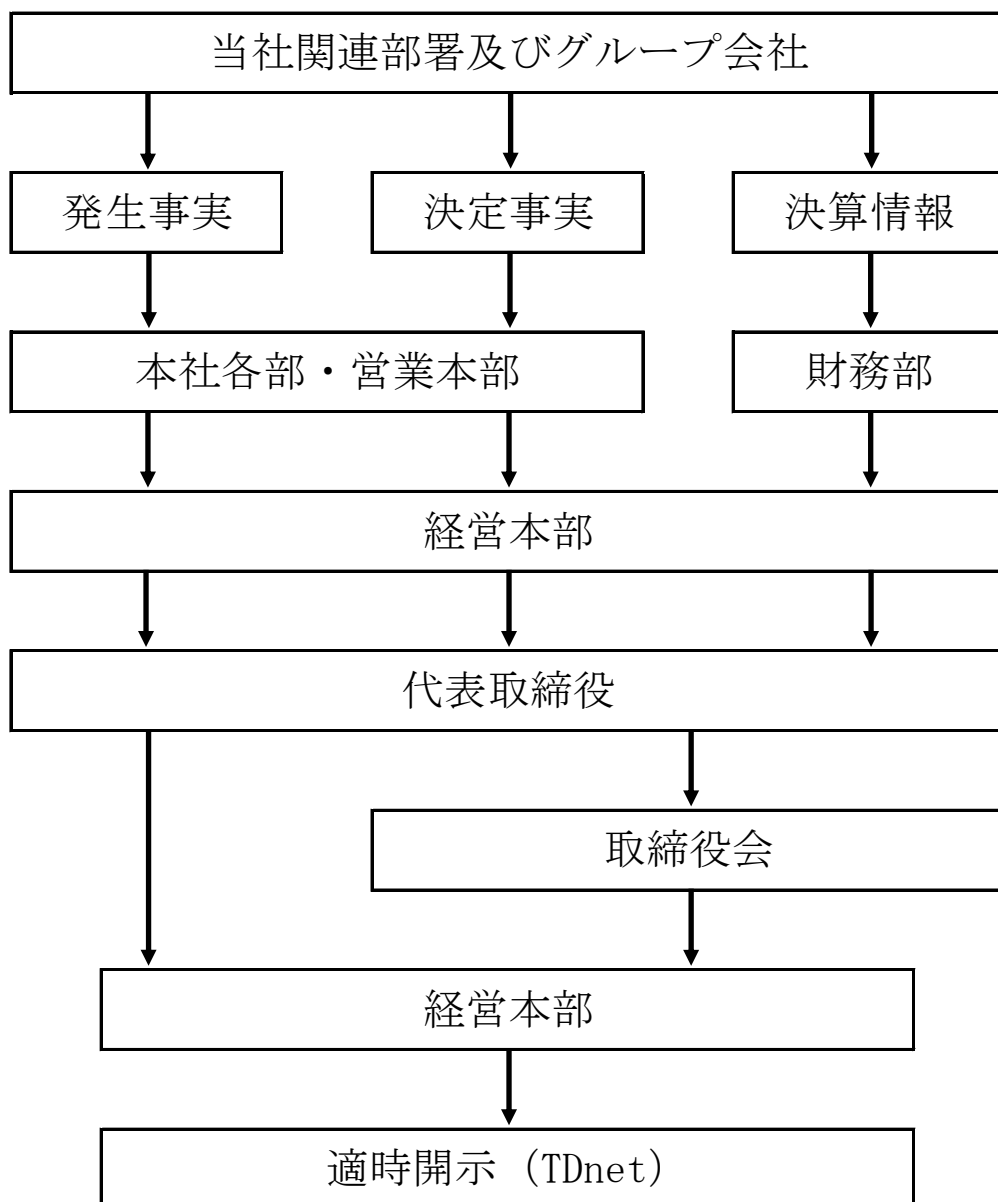 当社関連部署及びグループ会社
発生事実
決定事実
決算情報
本社各部・営業本部
財務部
経営本部
代表取締役
取締役会
経営本部
適時開示（TDnet）